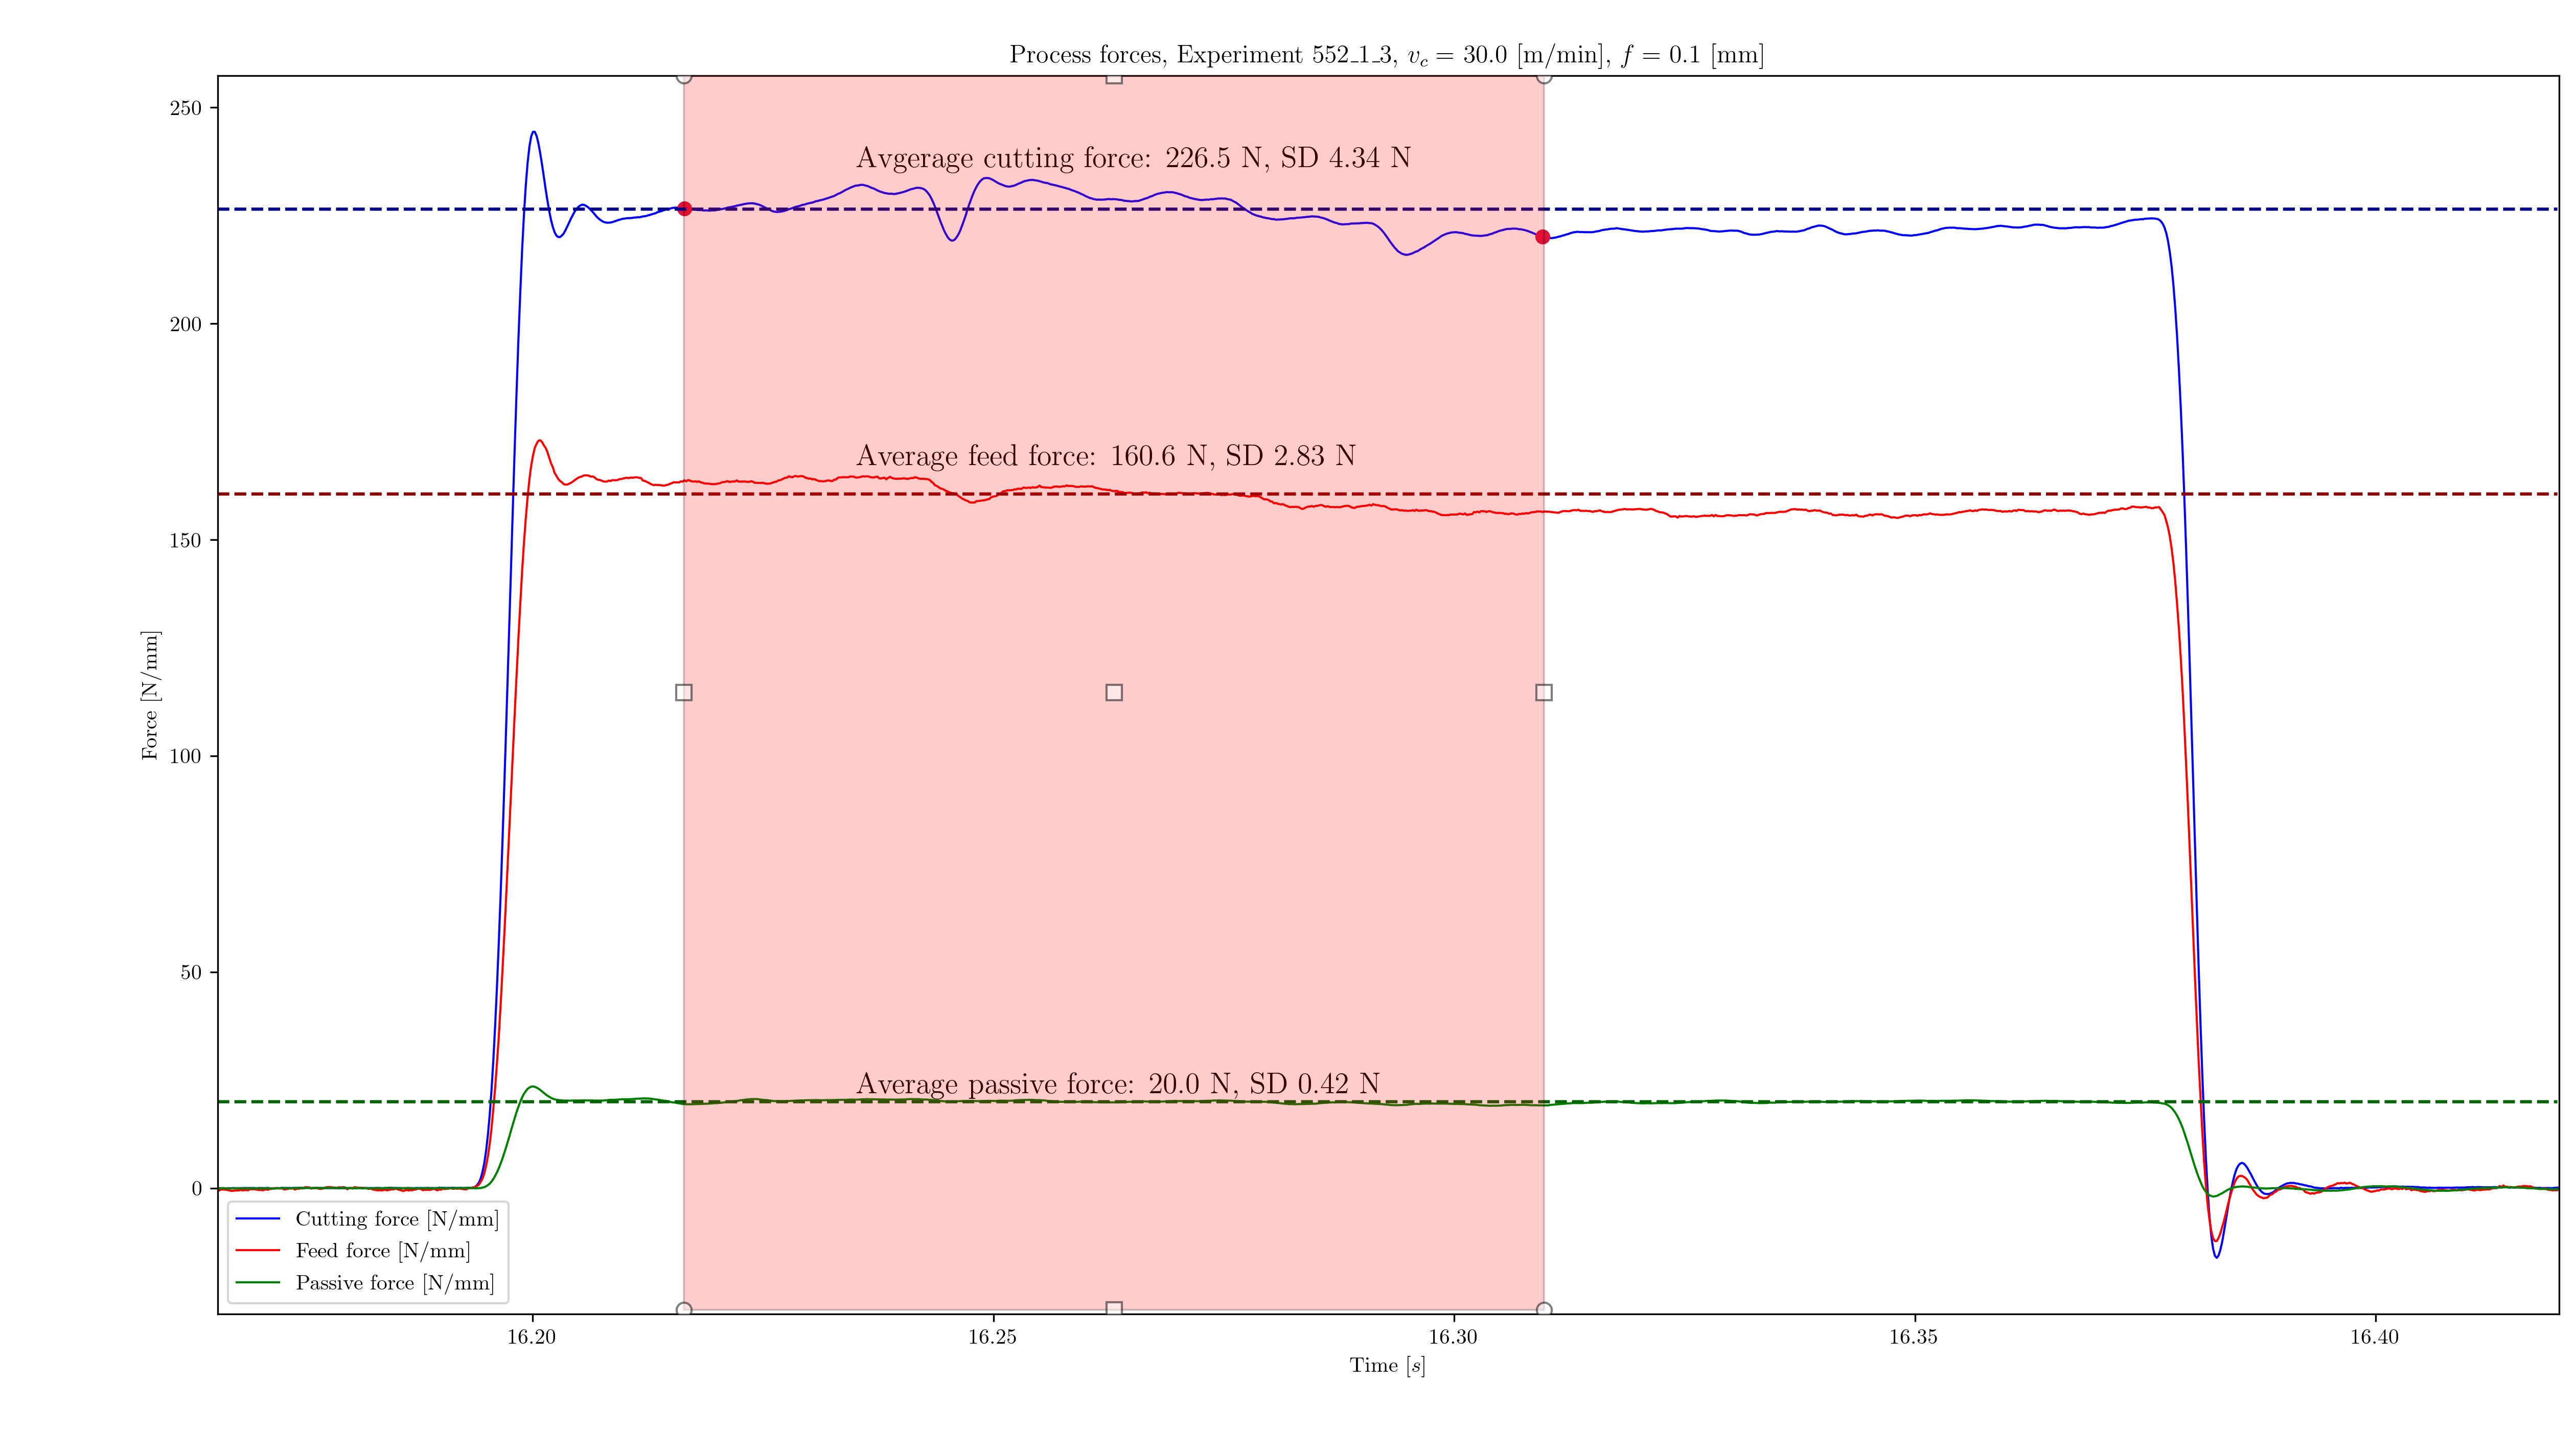 Process forces, Experiment 552_1_3, v_c = 30.0 [m/min], f = 0.1 [mm]
250
200
150
100
50
0
Force [N/mm]
Avgerage cutting force: 226.5 N, SD 4.34 N
Average feed force: 160.6 N, SD 2.83 N
Average passive force: 20.0 N, SD 0.42 N
Cutting force [N/mm]
Feed force [N/mm]
Passive force [N/mm]
16.20 16.25 16.30 16.35 16.40
Time [s]